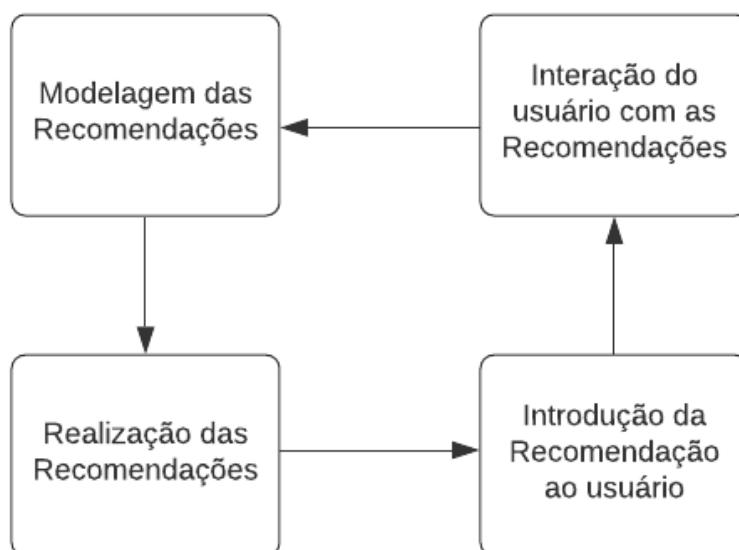 Modelagem das
Recomendações
Interação do
usuário com as
Recomendações
Realização das
Recomendações
Introdução da
Recomendação
ao usuário